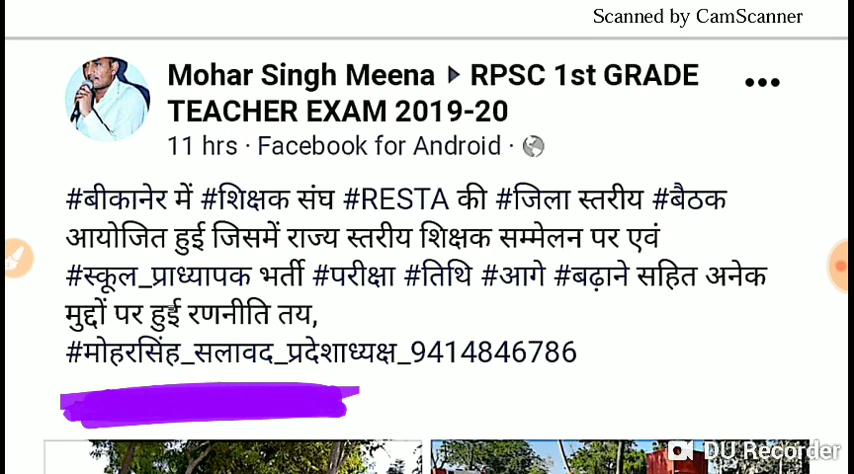 Scanned by CamScanner
Mohar Singh Meena ▸ RPSC 1st GRADE
TEACHER EXAM 2019-20
11 hrs · Facebook for Android ·
#बीकानेर में #शिक्षक संघ #RESTA की #जिला स्तरीय #बैठक
आयोजित हुई जिसमें राज्य स्तरीय शिक्षक सम्मेलन पर एवं
#स्कूल_प्राध्यापक भर्ती #परीक्षा #तिथि #आगे #बढ़ाने सहित अनेक
मुद्दों पर हुई रणनीति तय,
#मोहरसिंह_सलावद_प्रदेशाध्यक्ष_9414846786
DU Recorder